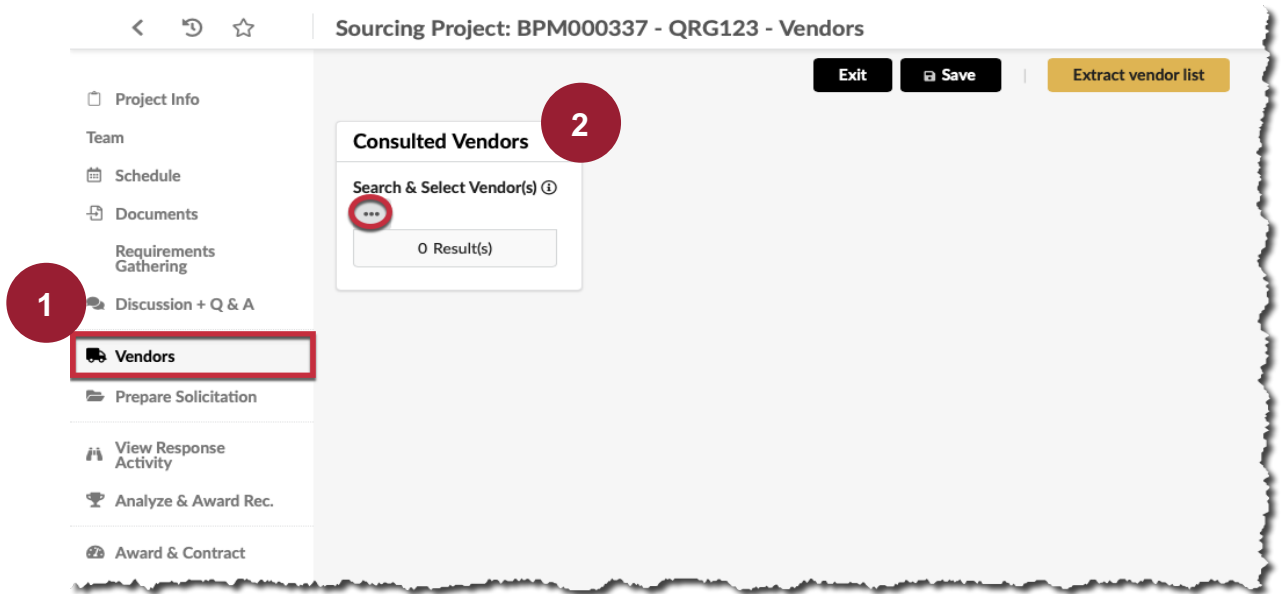 Sourcing Project: BPM000337 - QRG123 - Vendors
Exit
Save
Extract vendor list
Project Info
Team
Schedule
Documents
Requirements
Gathering
Discussion + Q & A
Vendors
Prepare Solicitation
View Response
Activity
Analyze & Award Rec.
Award & Contract
1
2
Consulted Vendors
Search & Select Vendor(s)
0 Result(s)